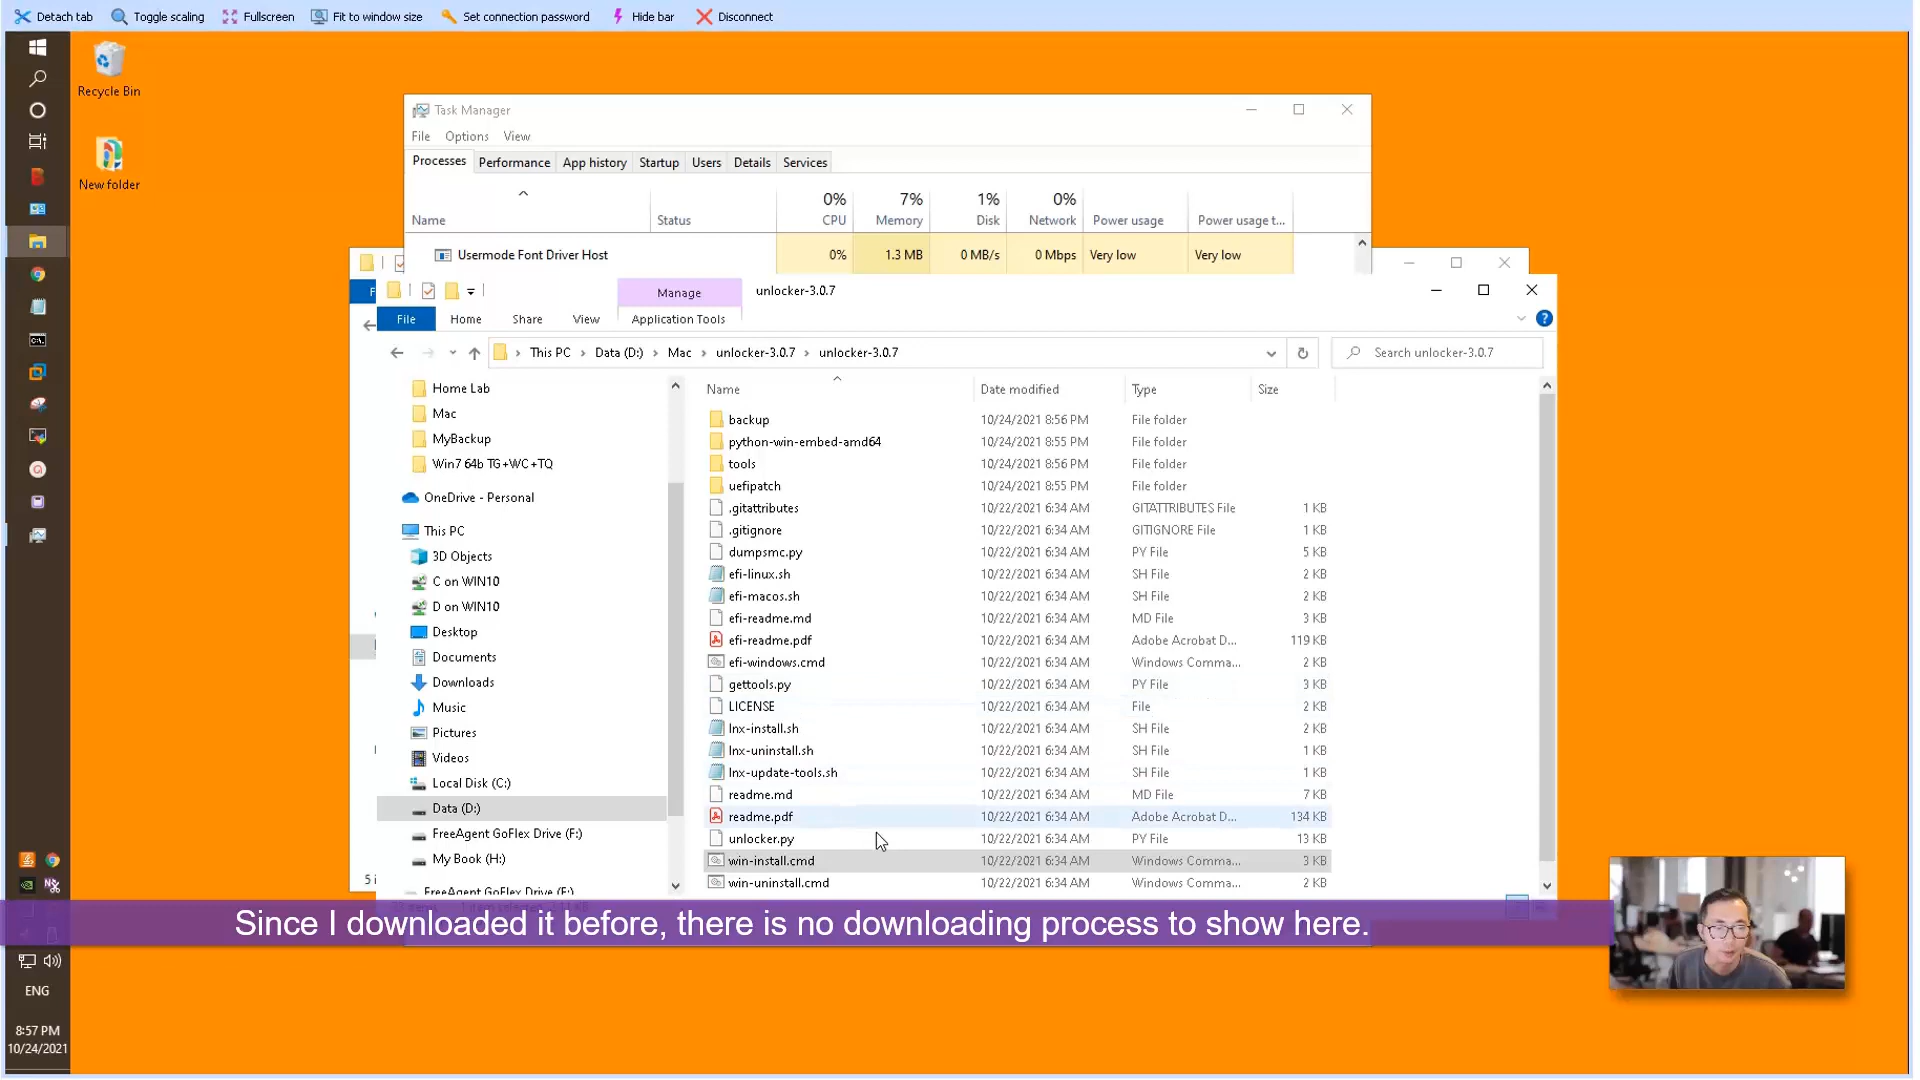 Detach tab
Toggle scaling
Fullscreen
Fit to window size
Set connection password
Hide bar
Disconnect
Recycle Bin
New folder
Task Manager
File Options View
Processes Performance App history Startup Users Details Services
0% 7% 1% 0%
Name Status CPU Memory Disk Network Power usage Power usage t...
Usermode Font Driver Host 0% 1.3 MB 0 MB/s 0 Mbps Very low Very low
Manage unlocker-3.0.7
File Home Share View Application Tools
This PC > Data (D:) > Mac > unlocker-3.0.7 > unlocker-3.0.7
Search unlocker-3.0.7
Home Lab
Mac
MyBackup
Win7 64b TG+WC+TQ
OneDrive - Personal
This PC
3D Objects
C on WIN10
D on WIN10
Desktop
Documents
Downloads
Music
Pictures
Videos
Local Disk (C:)
Data (D:)
FreeAgent GoFlex Drive (F:)
My Book (H:)
FreeAgent GoFlex Drive (F:)
Name Date modified Type Size
backup 10/24/2021 8:56 PM File folder
python-win-embed-amd64 10/24/2021 8:55 PM File folder
tools 10/24/2021 8:56 PM File folder
uefipatch 10/24/2021 8:55 PM File folder
.gitattributes 10/22/2021 6:34 AM GITATTRIBUTES File 1 KB
.gitignore 10/22/2021 6:34 AM GITIGNORE File 1 KB
dumpsmc.py 10/22/2021 6:34 AM PY File 5 KB
efi-linux.sh 10/22/2021 6:34 AM SH File 2 KB
efi-macos.sh 10/22/2021 6:34 AM SH File 2 KB
efi-readme.md 10/22/2021 6:34 AM MD File 3 KB
efi-readme.pdf 10/22/2021 6:34 AM Adobe Acrobat D... 119 KB
efi-windows.cmd 10/22/2021 6:34 AM Windows Comma... 2 KB
gettools.py 10/22/2021 6:34 AM PY File 3 KB
LICENSE 10/22/2021 6:34 AM File 2 KB
lnx-install.sh 10/22/2021 6:34 AM SH File 2 KB
lnx-uninstall.sh 10/22/2021 6:34 AM SH File 1 KB
lnx-update-tools.sh 10/22/2021 6:34 AM SH File 1 KB
readme.md 10/22/2021 6:34 AM MD File 7 KB
readme.pdf 10/22/2021 6:34 AM Adobe Acrobat D... 134 KB
unlocker.py 10/22/2021 6:34 AM PY File 13 KB
win-install.cmd 10/22/2021 6:34 AM Windows Comma... 3 KB
win-uninstall.cmd 10/22/2021 6:34 AM Windows Comma... 2 KB
Since I downloaded it before, there is no downloading process to show here.
ENG
8:57 PM
10/24/2021